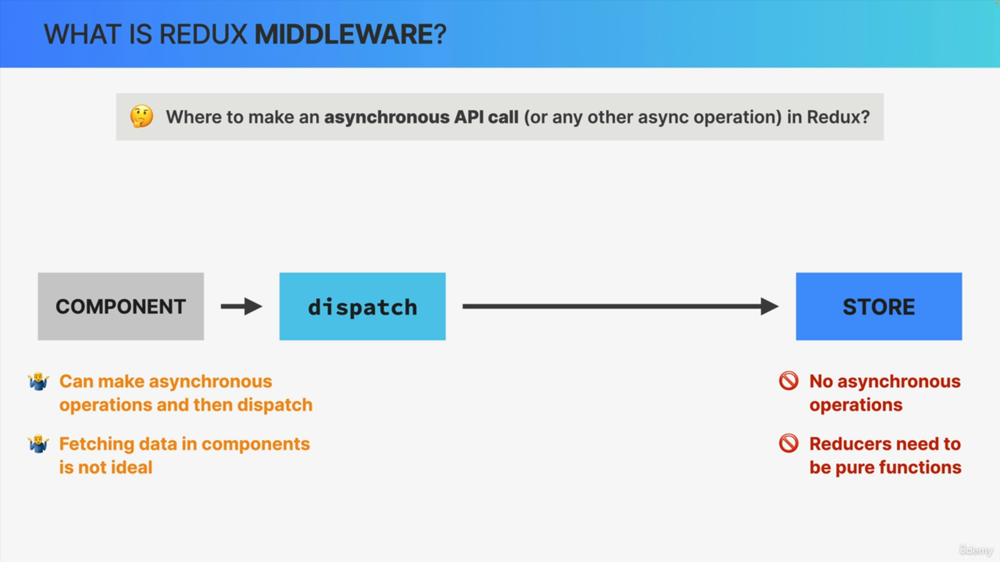 WHAT IS REDUX MIDDLEWARE?
🤔 Where to make an asynchronous API call (or any other async operation) in Redux?
COMPONENT
dispatch
STORE
🤷‍♂️ Can make asynchronous
operations and then dispatch
🤷‍♂️ Fetching data in components
is not ideal
🚫 No asynchronous
operations
🚫 Reducers need to
be pure functions
ûdemy